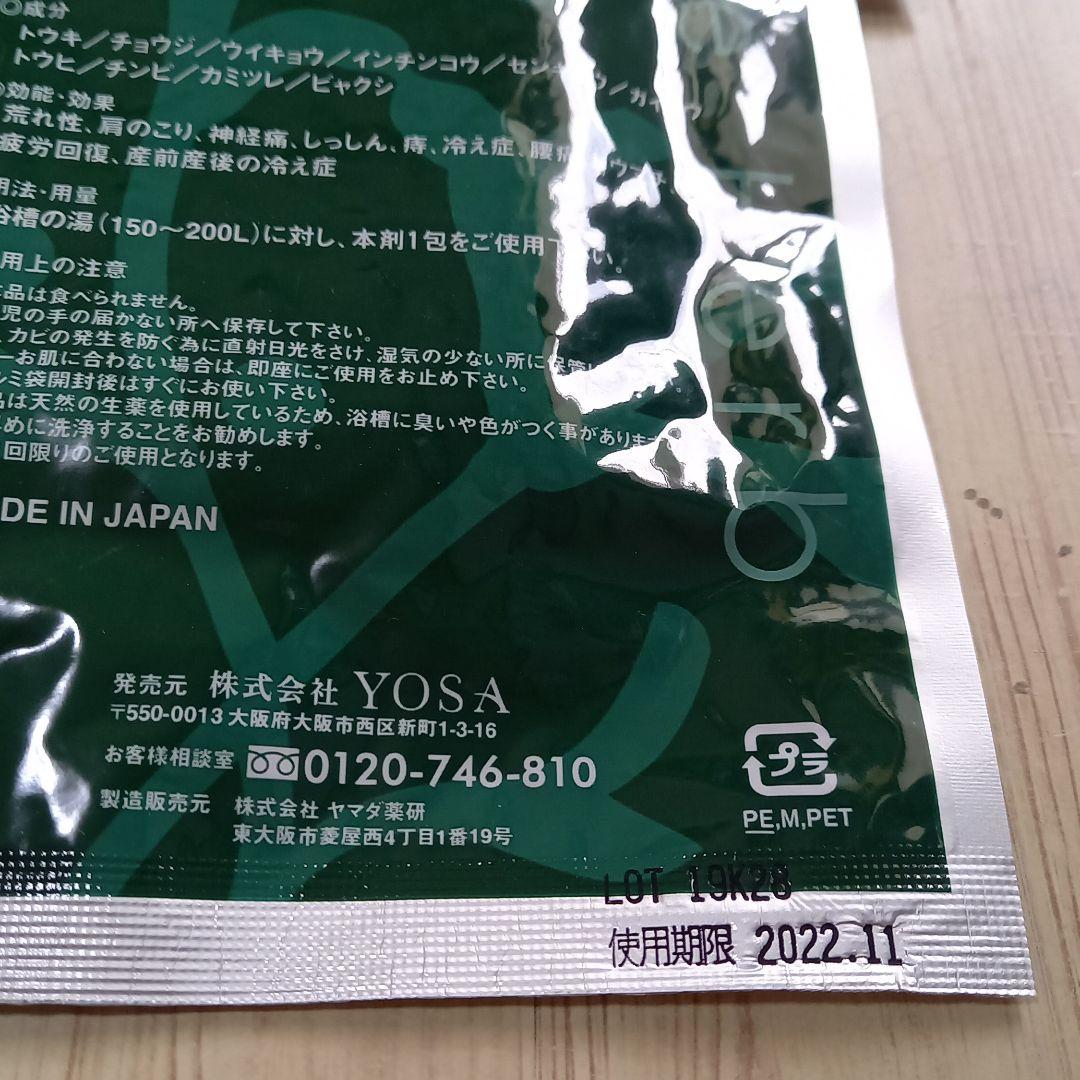 ◎成分
トウキ／チョウジ／ウイキョウ／インチンコウ／セン
トウヒ／チンピ／カミツレ／ビャクシ
の効能・効果
荒れ性、肩のこり、神経痛、しっしん、痔、冷え症、腰痛
疲労回復、産前産後の冷え症
用法・用量
浴槽の湯（150〜200L）に対し、本剤1包をご使用下
用上の注意
本品は食べられません。
児の手の届かない所へ保存して下さい。
、カビの発生を防ぐ為に直射日光をさけ、湿気の少ない所に保管
一お肌に合わない場合は、即座にご使用をお止め下さい。
ルミ袋開封後はすぐにお使い下さい。
品は天然の生薬を使用しているため、浴槽に臭いや色がつく事があります
めに洗浄することをお勧めします。
回限りのご使用となります。
DE IN JAPAN
herb
発売元 株式会社 YOSA
〒550-0013 大阪府大阪市西区新町1-3-16
お客様相談室 0120-746-810
製造販売元 株式会社 ヤマダ薬研
東大阪市菱屋西4丁目1番19号
プラ
PE,M,PET
LOT 19K28
使用期限 2022.11